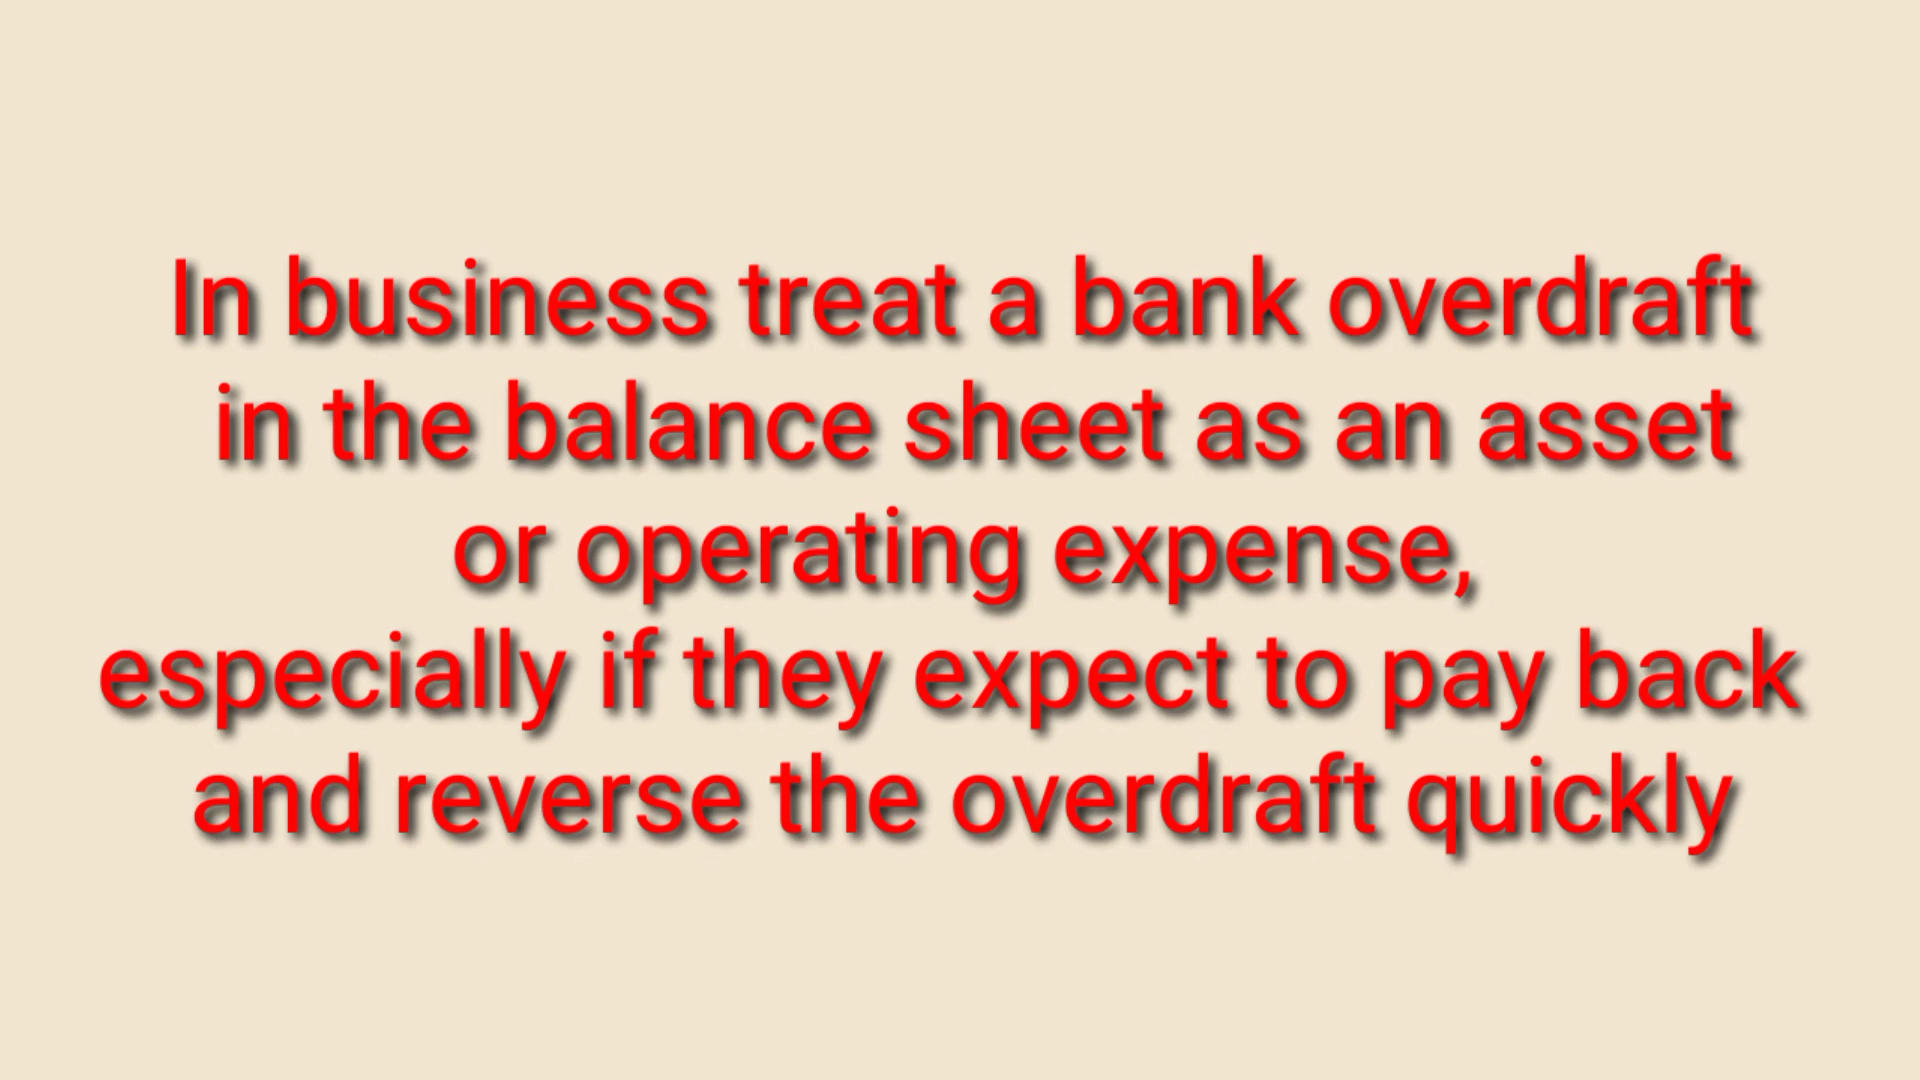 In business treat a bank overdraft
in the balance sheet as an asset
or operating expense,
especially if they expect to pay back
and reverse the overdraft quickly